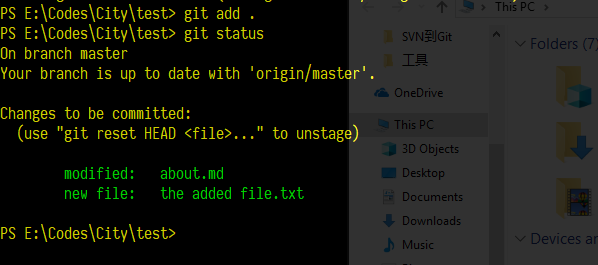 PS E:\Codes\City\test> git add .
PS E:\Codes\City\test> git status
On branch master
Your branch is up to date with 'origin/master'.
Changes to be committed:
(use "git reset HEAD <file>..." to unstage)
modified: about.md
new file: the added file.txt
PS E:\Codes\City\test>
This PC
SVN到Git
工具
OneDrive
This PC
3D Objects
Desktop
Documents
Downloads
Music
Folders (7)
Devices an